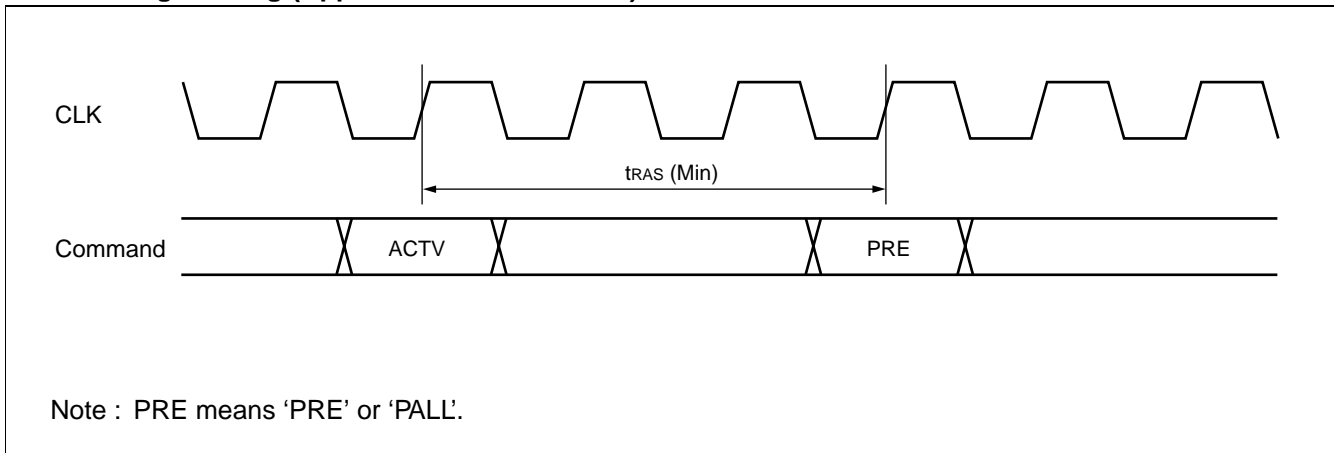 CLK
tRAS (Min)
Command
ACTV
PRE
Note : PRE means ‘PRE’ or ‘PALL’.